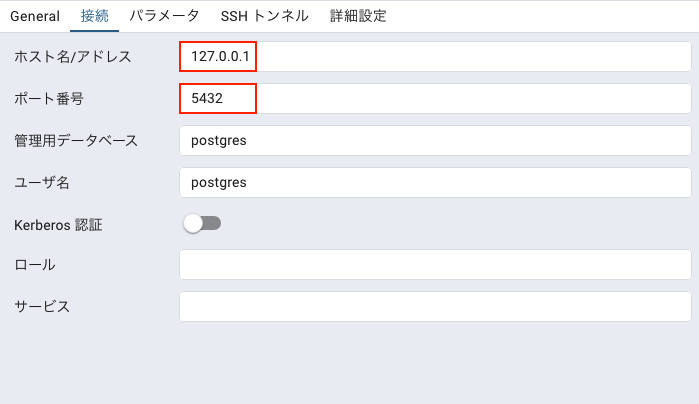 General 接続 パラメータ SSH トンネル 詳細設定
ホスト名/アドレス 127.0.0.1
ポート番号 5432
管理用データベース postgres
ユーザ名 postgres
Kerberos 認証
ロール
サービス